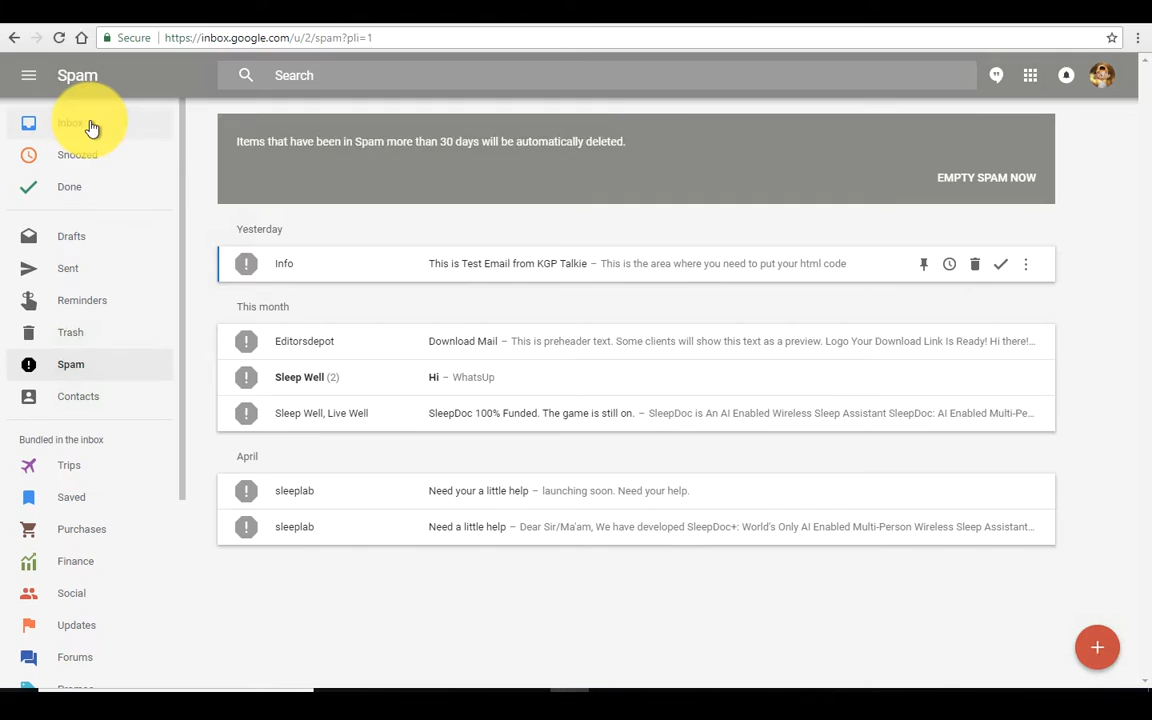 Secure https://inbox.google.com/u/2/spam?pli=1
Spam
Search
Inbox
Snoozed
Done
Drafts
Sent
Reminders
Trash
Spam
Contacts
Bundled in the inbox
Trips
Saved
Purchases
Finance
Social
Updates
Forums
Items that have been in Spam more than 30 days will be automatically deleted.
EMPTY SPAM NOW
Yesterday
Info This is Test Email from KGP Talkie – This is the area where you need to put your html code
This month
Editorsdepot Download Mail – This is preheader text. Some clients will show this text as a preview. Logo Your Download Link Is Ready! Hi there!...
Sleep Well (2) Hi – WhatsUp
Sleep Well, Live Well SleepDoc 100% Funded. The game is still on. – SleepDoc is An AI Enabled Wireless Sleep Assistant SleepDoc: AI Enabled Multi-Pe...
April
sleeplab Need your a little help – launching soon. Need your help.
sleeplab Need a little help – Dear Sir/Ma'am, We have developed SleepDoc+: World's Only AI Enabled Multi-Person Wireless Sleep Assistant...